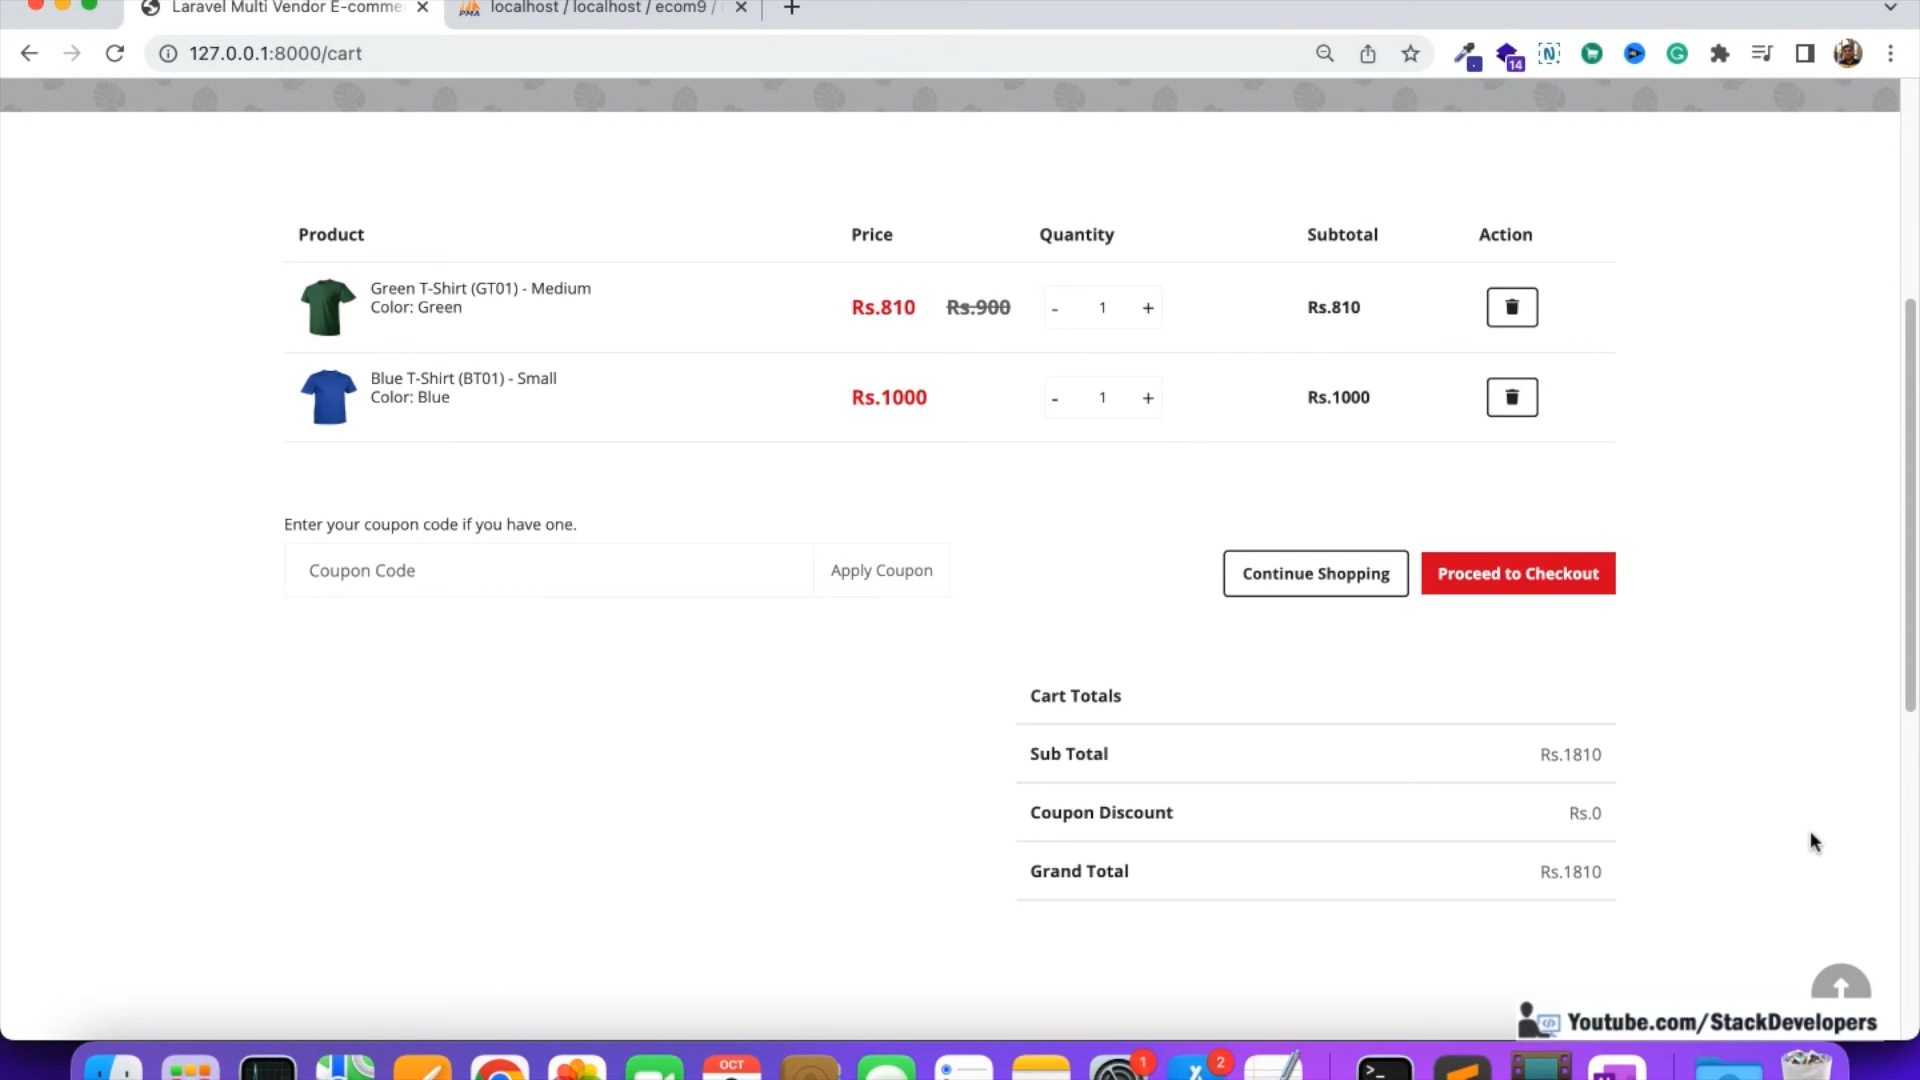 Laravel Multi Vendor E-comme
localhost / localhost / ecom9 /
127.0.0.1:8000/cart
14
Product Price Quantity Subtotal Action
Green T-Shirt (GT01) - Medium
Color: Green
Rs.810 Rs.900 - 1 + Rs.810
Blue T-Shirt (BT01) - Small
Color: Blue
Rs.1000 - 1 + Rs.1000
Enter your coupon code if you have one.
Coupon Code Apply Coupon
Continue Shopping Proceed to Checkout
Cart Totals
Sub Total Rs.1810
Coupon Discount Rs.0
Grand Total Rs.1810
Youtube.com/StackDevelopers
OCT
1
2